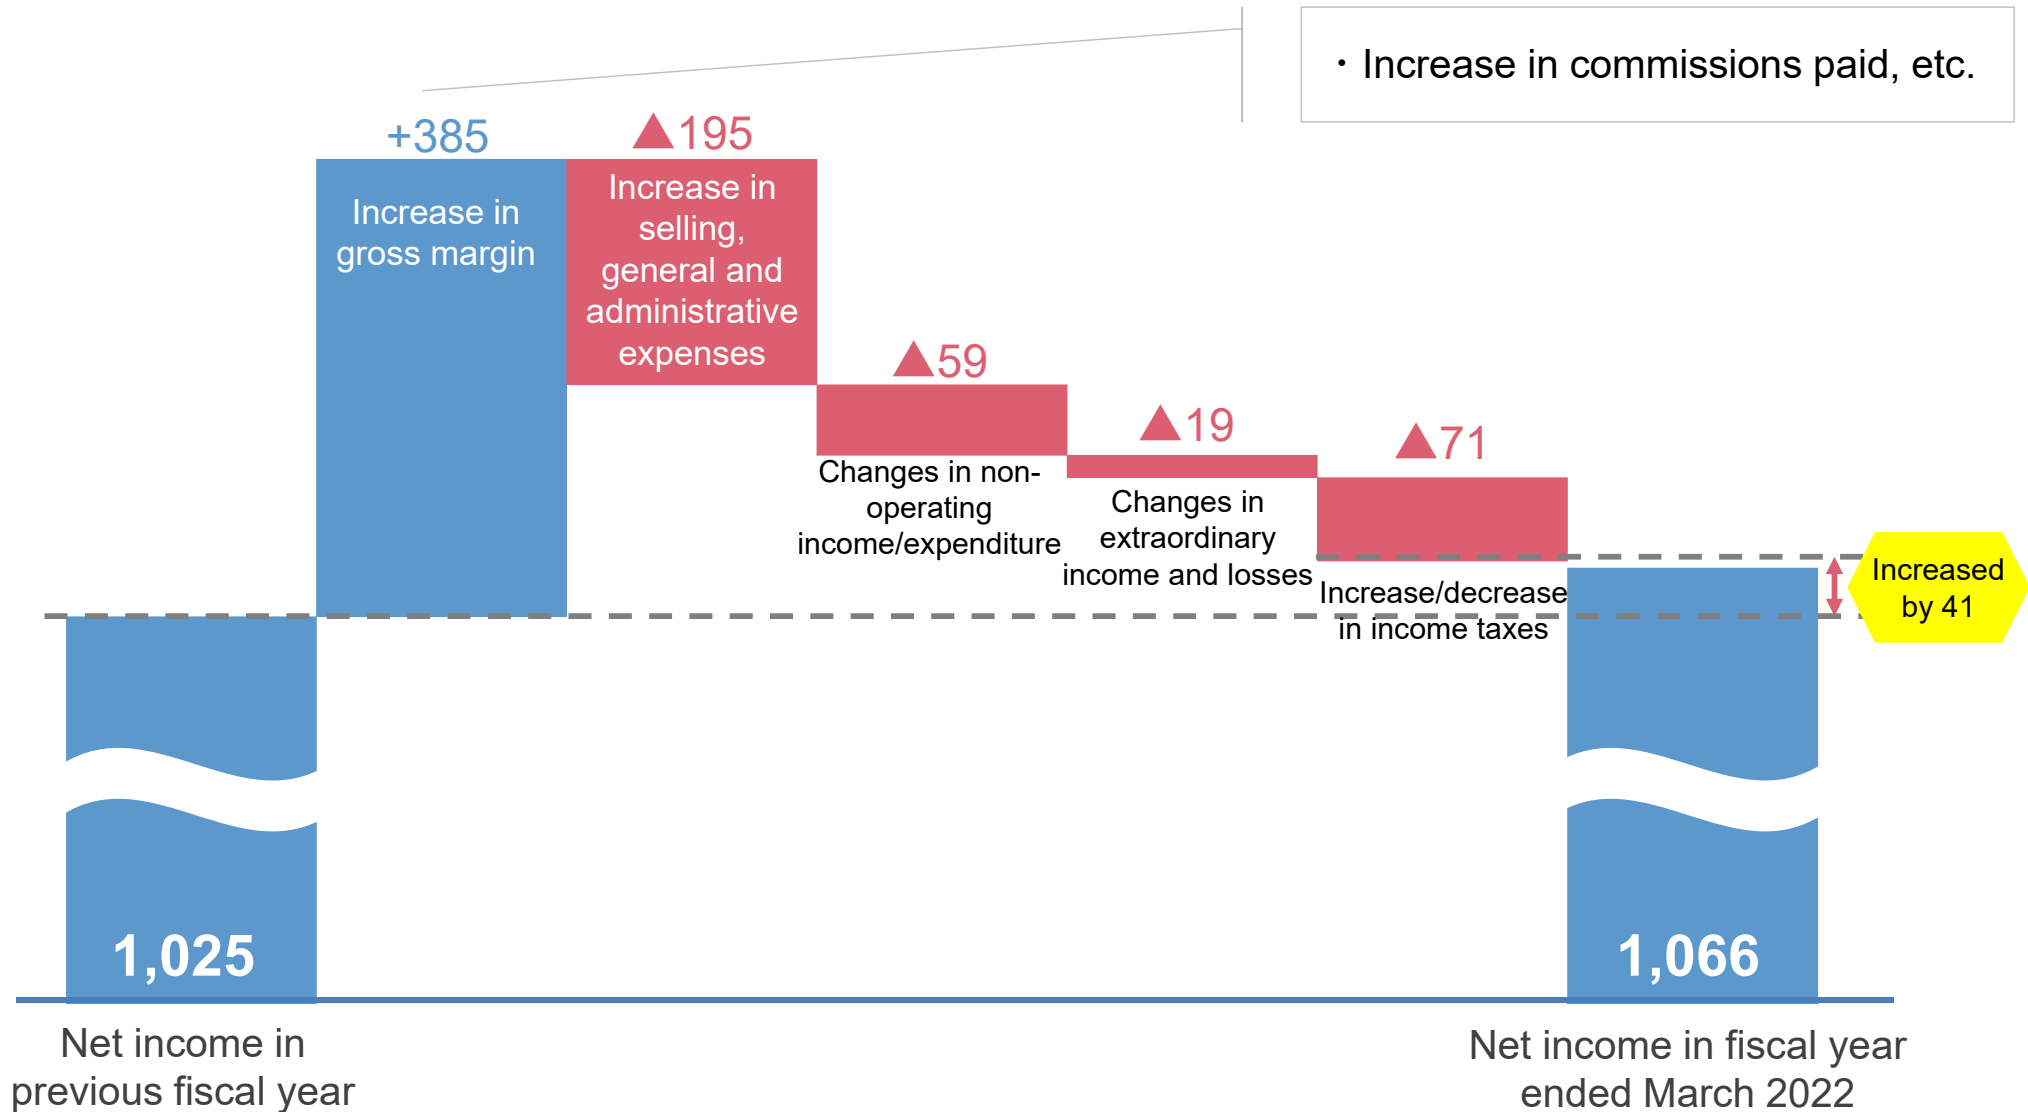 ・Increase in commissions paid, etc.
+385
▲195
Increase in
gross margin
Increase in
selling,
general and
administrative
expenses
▲59
Changes in non-
operating
income/expenditure
▲19
Changes in
extraordinary
income and losses
▲71
Increase/decrease
in income taxes
Increased
by 41
1,025
1,066
Net income in
previous fiscal year
Net income in fiscal year
ended March 2022